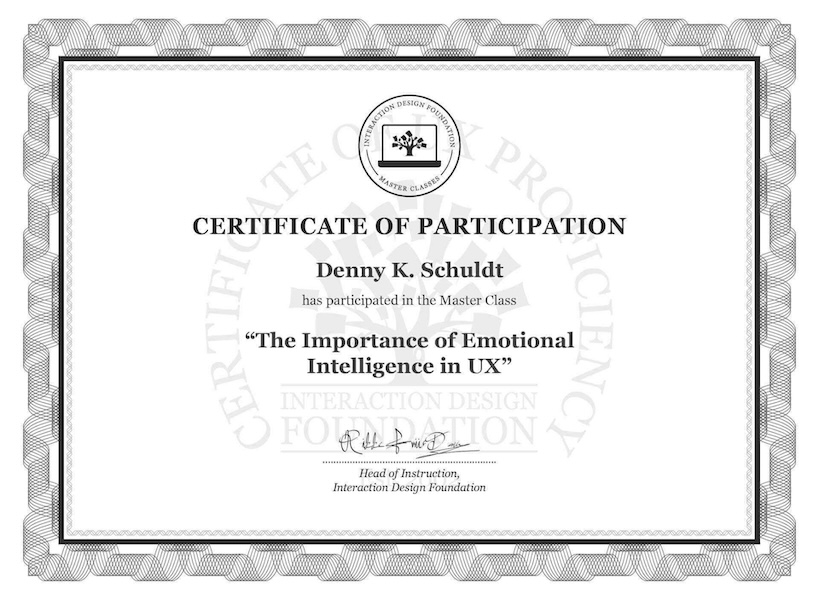 INTERACTION DESIGN FOUNDATION
MASTER CLASSES
CERTIFICATE OF UX PROFICIENCY
CERTIFICATE OF PARTICIPATION
Denny K. Schuldt
has participated in the Master Class
“The Importance of Emotional
Intelligence in UX”
INTERACTION DESIGN
FOUNDATION
Head of Instruction,
Interaction Design Foundation